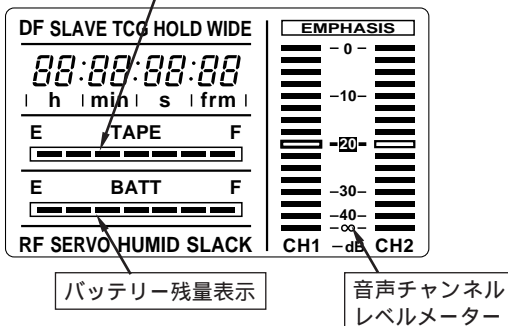 DF SLAVE TCG HOLD WIDE
88:88:88:88
h min s frm
E TAPE F
E BATT F
RF SERVO HUMID SLACK
EMPHASIS
0
-10-
-20-
-30-
-40-
-∞-
CH1 -dB CH2
バッテリー残量表示
音声チャンネル
レベルメーター